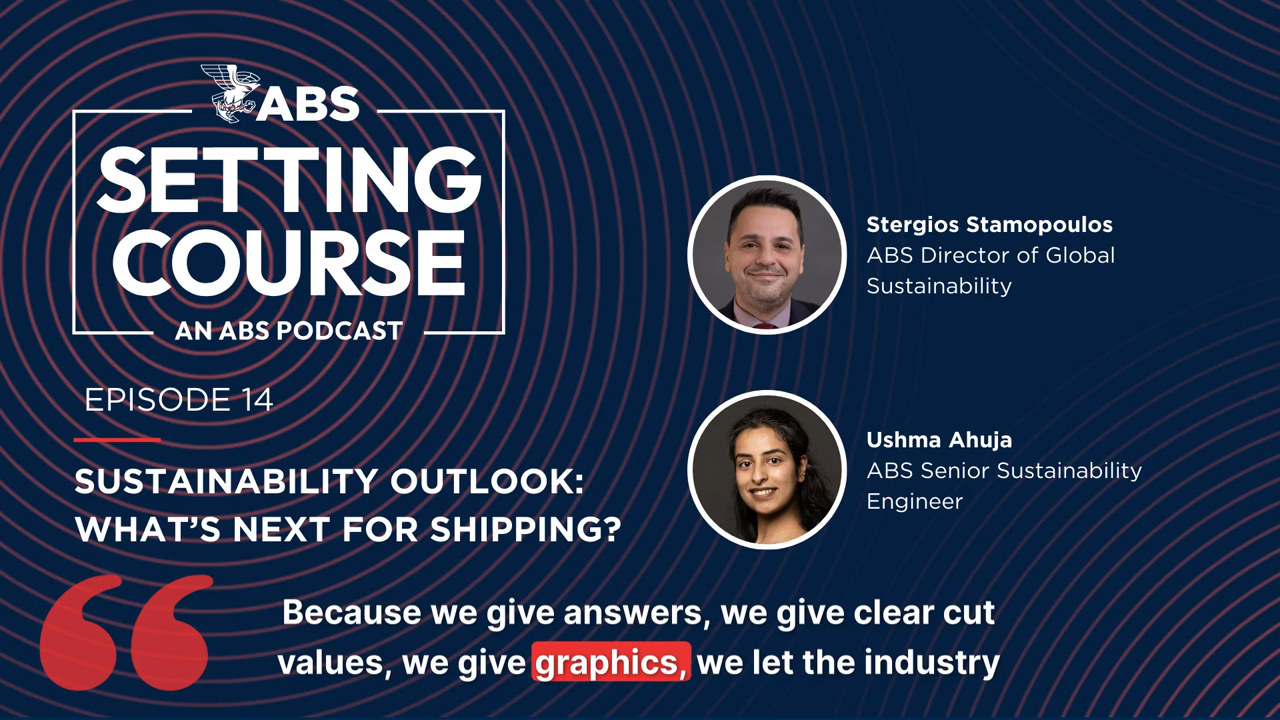 ABS
SETTING
COURSE
AN ABS PODCAST
EPISODE 14
SUSTAINABILITY OUTLOOK:
WHAT’S NEXT FOR SHIPPING?
Stergios Stamopoulos
ABS Director of Global
Sustainability
Ushma Ahuja
ABS Senior Sustainability
Engineer
Because we give answers, we give clear cut
values, we give graphics, we let the industry